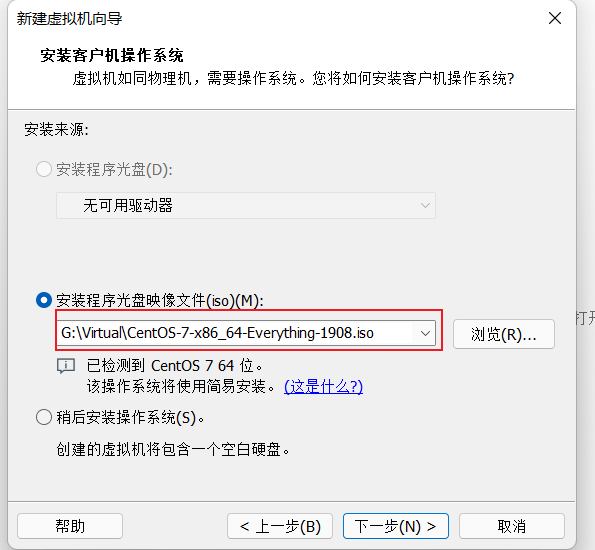 新建虚拟机向导
安装客户机操作系统
虚拟机如同物理机，需要操作系统。您将如何安装客户机操作系统?
安装来源:
安装程序光盘(D):
无可用驱动器
安装程序光盘映像文件(iso)(M):
G:\Virtual\CentOS-7-x86_64-Everything-1908.iso
浏览(R)...
打开
已检测到 CentOS 7 64 位。
该操作系统将使用简易安装。 (这是什么?)
稍后安装操作系统(S)。
创建的虚拟机将包含一个空白硬盘。
帮助
< 上一步(B)
下一步(N) >
取消